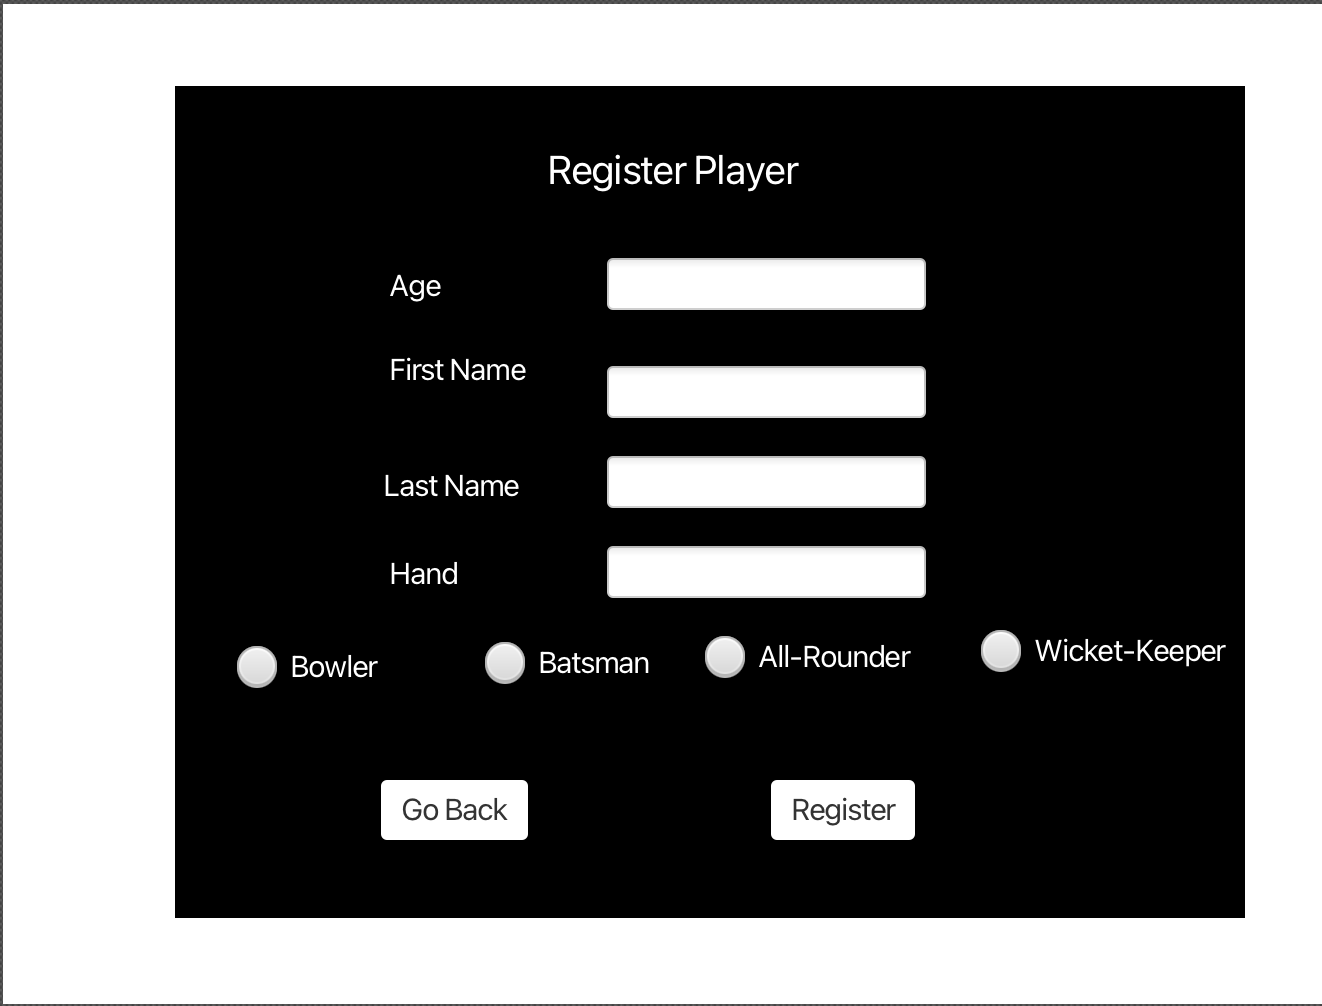 Register Player
Age
First Name
Last Name
Hand
Bowler Batsman All-Rounder Wicket-Keeper
Go Back Register